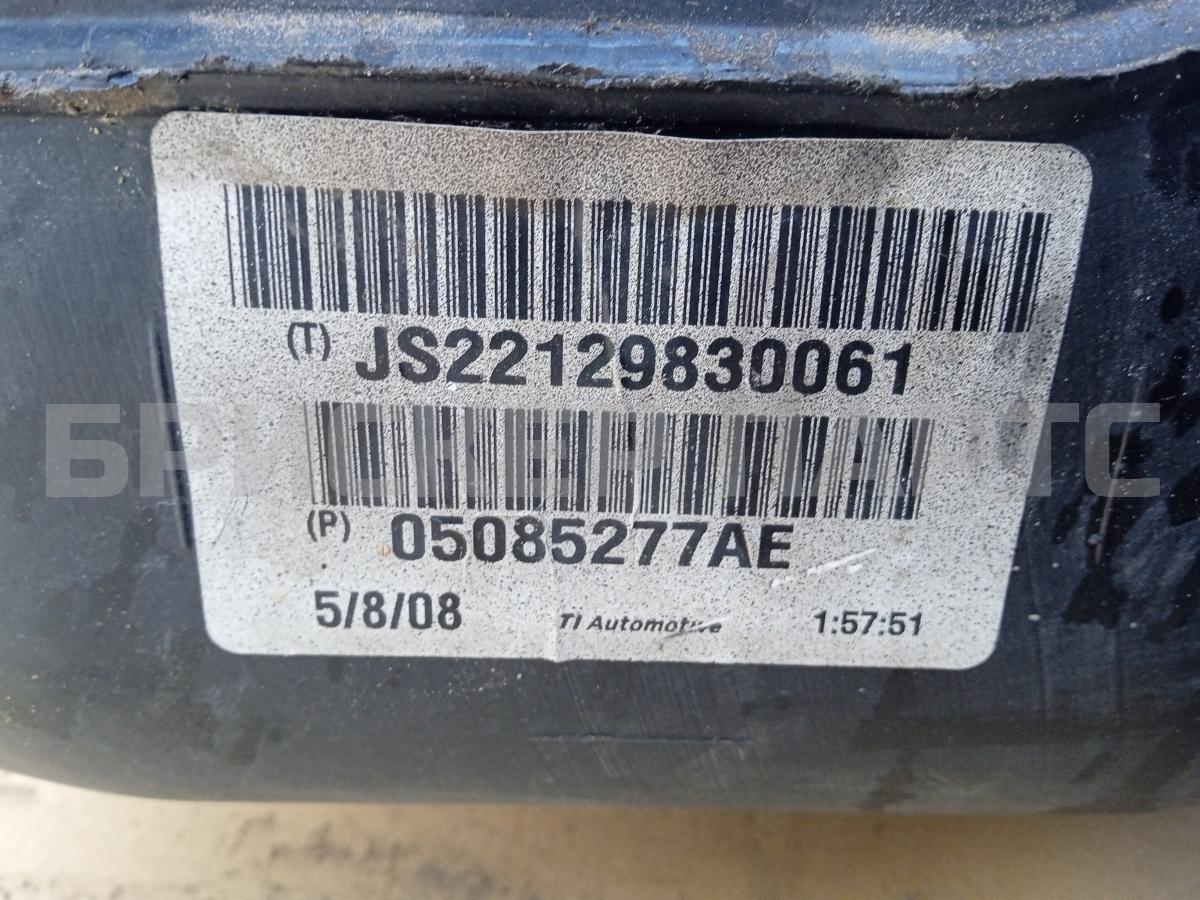 (T) JS22129830061
(P) 05085277AE
5/8/08 TI Automotive 1:57:51